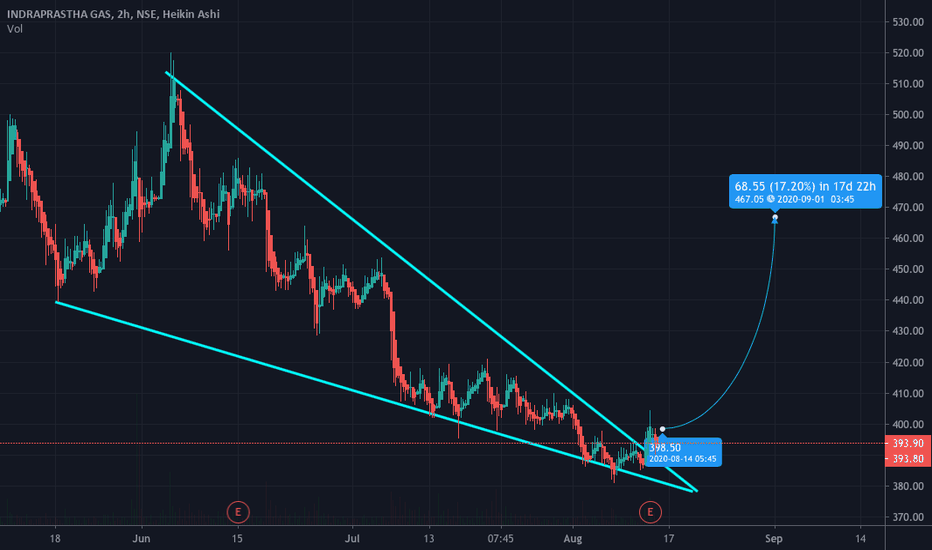 INDRAPRASTHA GAS, 2h, NSE, Heikin Ashi
Vol
530.00
520.00
510.00
500.00
490.00
480.00
470.00
460.00
450.00
440.00
430.00
420.00
410.00
400.00
393.90
393.80
380.00
370.00
68.55 (17.20%) in 17d 22h
467.05 2020-09-01 03:45
398.50
2020-08-14 05:45
E
E
18 Jun 15 Jul 13 07:45 Aug 17 Sep 14